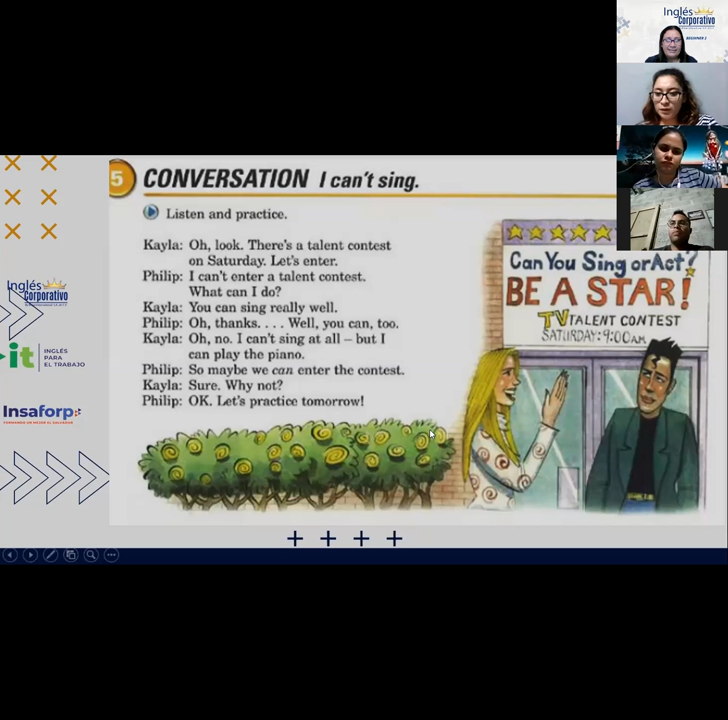 Inglés
Corporativo
BEGINNER 2
5 CONVERSATION I can't sing.
Listen and practice.
Kayla: Oh, look. There's a talent contest
on Saturday. Let's enter.
Philip: I can't enter a talent contest.
What can I do?
Kayla: You can sing really well.
Philip: Oh, thanks. . . . Well, you can, too.
Kayla: Oh, no. I can't sing at all – but I
can play the piano.
Philip: So maybe we can enter the contest.
Kayla: Sure. Why not?
Philip: OK. Let's practice tomorrow!
Can You Sing or Act?
BE A STAR!
TV TALENT CONTEST
SATURDAY: 9:00 AM
Inglés
Corporativo
it INGLÉS
PARA
EL TRABAJO
Insaforp